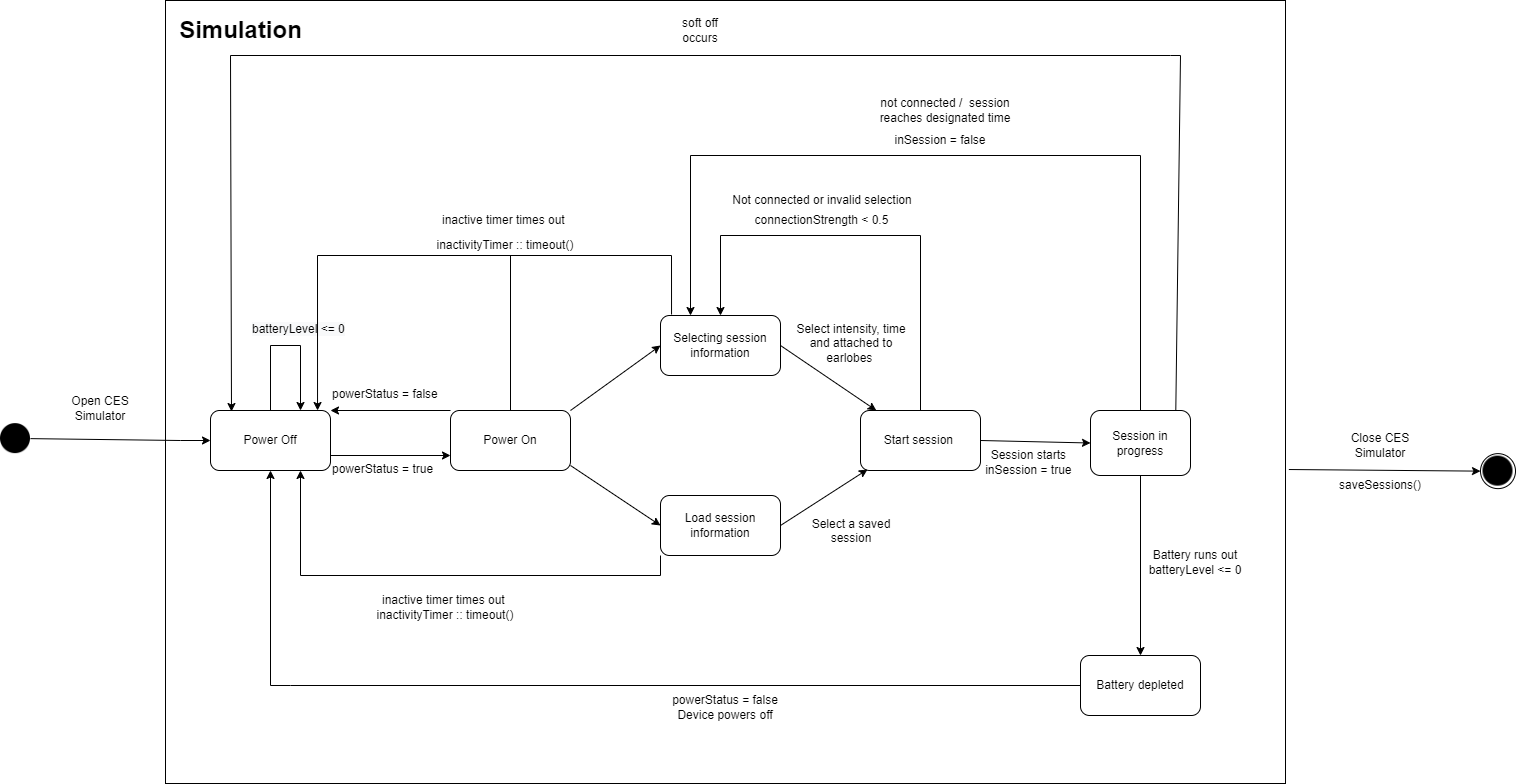 Simulation
soft off
occurs
not connected /  session
reaches designated time
inSession = false
Not connected or invalid selection
connectionStrength < 0.5
inactive timer times out
inactivityTimer :: timeout()
batteryLevel <= 0
Selecting session
information
Select intensity, time
and attached to
earlobes
Open CES
Simulator
powerStatus = false
Power Off
Power On
Start session
Session in
progress
Close CES
Simulator
powerStatus = true
Session starts
inSession = true
saveSessions()
Load session
information
Select a saved
session
Battery runs out
batteryLevel <= 0
inactive timer times out
inactivityTimer :: timeout()
Battery depleted
powerStatus = false
Device powers off